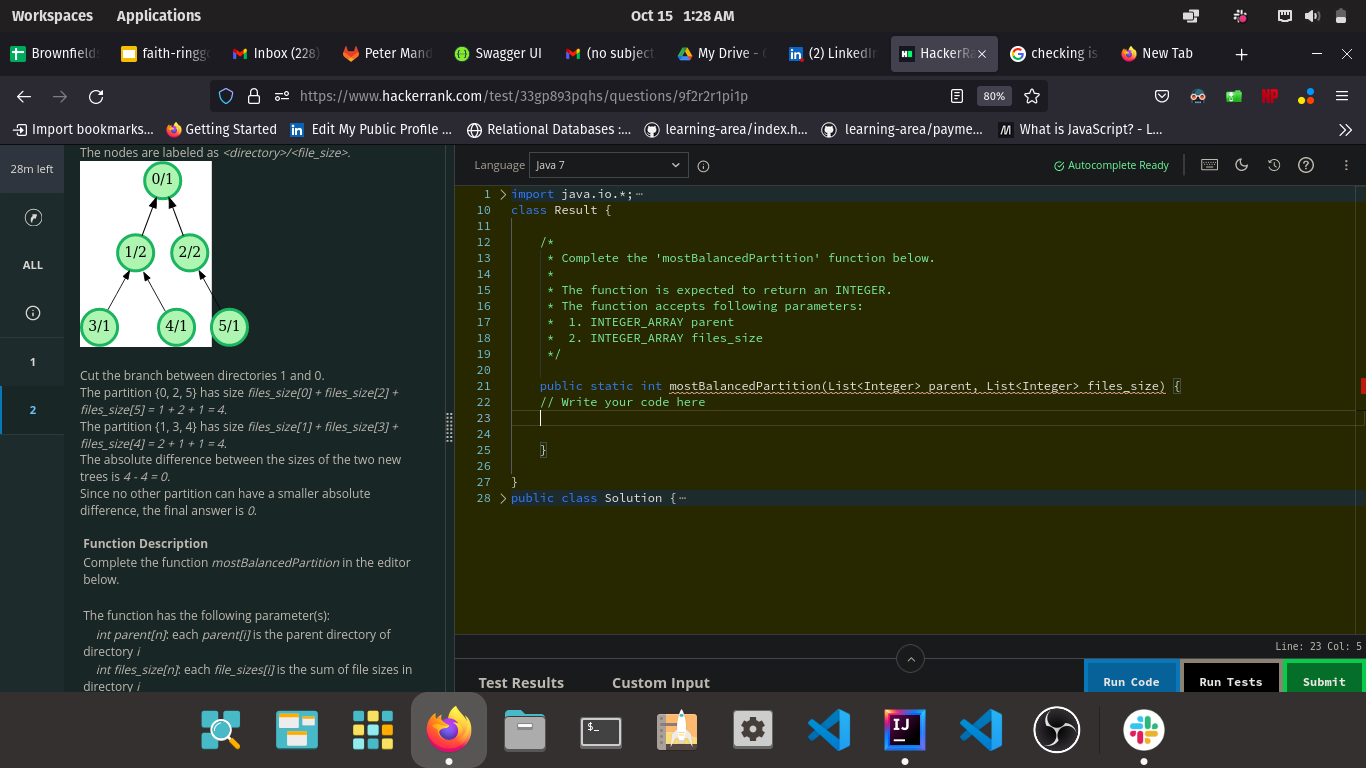 Workspaces Applications Oct 15 1:28 AM
Brownfield faith-ringg Inbox (228) Peter Mand Swagger UI (no subject My Drive - LinkedIn (2) LinkedIn HackerRa checking is New Tab
https://www.hackerrank.com/test/33gp893pqhs/questions/9f2r2r1pi1p 80% NP
Import bookmarks... Getting Started Edit My Public Profile ... Relational Databases :... learning-area/index.h... learning-area/payme... What is JavaScript? - L...
28m left
ALL
1
2
The nodes are labeled as <directory>/<file_size>.
0/1
1/2 2/2
3/1 4/1 5/1
Cut the branch between directories 1 and 0.
The partition {0, 2, 5} has size files_size[0] + files_size[2] +
files_size[5] = 1 + 2 + 1 = 4.
The partition {1, 3, 4} has size files_size[1] + files_size[3] +
files_size[4] = 2 + 1 + 1 = 4.
The absolute difference between the sizes of the two new
trees is 4 - 4 = 0.
Since no other partition can have a smaller absolute
difference, the final answer is 0.
Function Description
Complete the function mostBalancedPartition in the editor
below.
The function has the following parameter(s):
int parent[n]: each parent[i] is the parent directory of
directory i
int files_size[n]: each file_sizes[i] is the sum of file sizes in
directory i
Language Java 7 Autocomplete Ready
1 import java.io.*;
10 class Result {
11
12 /*
13 * Complete the 'mostBalancedPartition' function below.
14 *
15 * The function is expected to return an INTEGER.
16 * The function accepts following parameters:
17 * 1. INTEGER_ARRAY parent
18 * 2. INTEGER_ARRAY files_size
19 */
20
21 public static int mostBalancedPartition(List<Integer> parent, List<Integer> files_size) {
22 // Write your code here
23
24
25 }
26
27 }
28 public class Solution {
Line: 23 Col: 5
Test Results Custom Input Run Code Run Tests Submit
$_ IJ